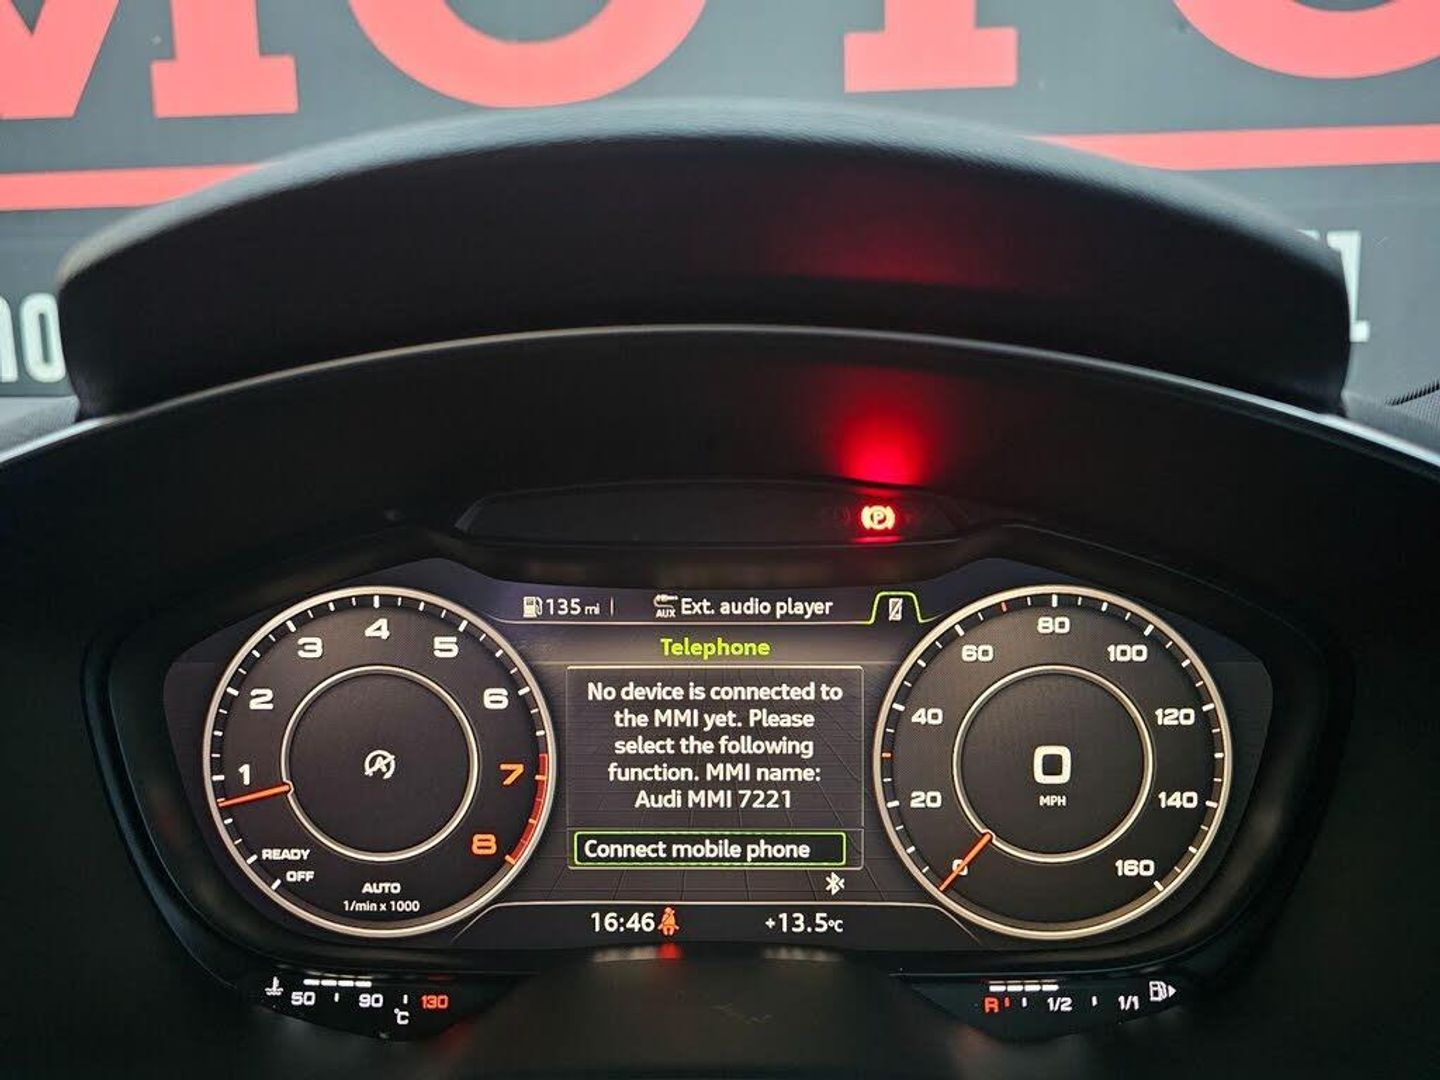 MOTO
no
P
135 mi
AUX Ext. audio player
Telephone
No device is connected to
the MMI yet. Please
select the following
function. MMI name:
Audi MMI 7221
Connect mobile phone
16:46
+13.5°C
1
2
3
4
5
6
7
8
A
READY
OFF
AUTO
1/min x 1000
0
20
40
60
80
100
120
140
160
0
MPH
50
90
130
°C
R
1/2
1/1